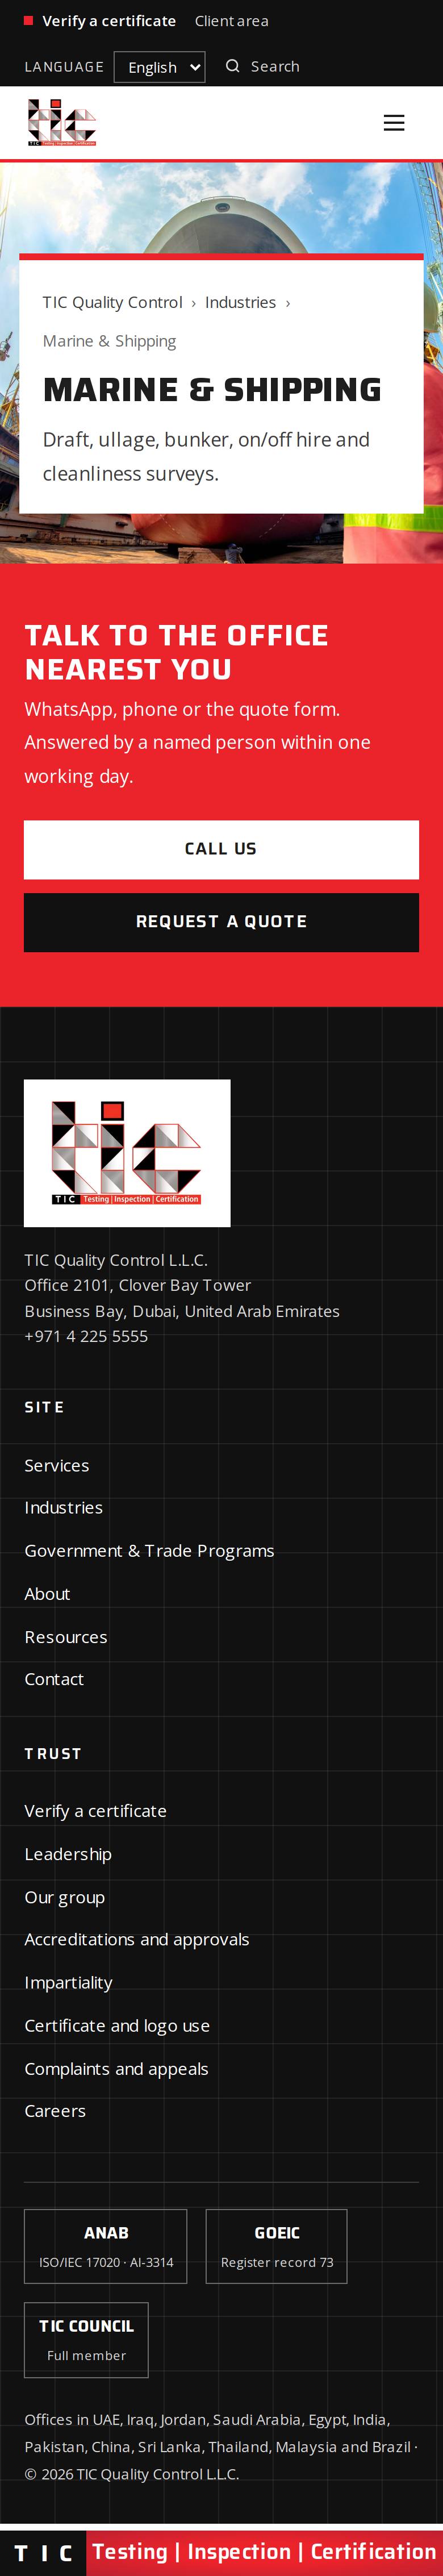 Verify a certificate Client area
LANGUAGE English Search
TIC Testing | Inspection | Certification
TIC Quality Control › Industries ›
Marine & Shipping
MARINE & SHIPPING
Draft, ullage, bunker, on/off hire and
cleanliness surveys.
TALK TO THE OFFICE
NEAREST YOU
WhatsApp, phone or the quote form.
Answered by a named person within one
working day.
CALL US
REQUEST A QUOTE
tic
TIC Testing | Inspection | Certification
TIC Quality Control L.L.C.
Office 2101, Clover Bay Tower
Business Bay, Dubai, United Arab Emirates
+971 4 225 5555
SITE
Services
Industries
Government & Trade Programs
About
Resources
Contact
TRUST
Verify a certificate
Leadership
Our group
Accreditations and approvals
Impartiality
Certificate and logo use
Complaints and appeals
Careers
ANAB GOEIC
ISO/IEC 17020 · AI-3314 Register record 73
TIC COUNCIL
Full member
Offices in UAE, Iraq, Jordan, Saudi Arabia, Egypt, India,
Pakistan, China, Sri Lanka, Thailand, Malaysia and Brazil ·
© 2026 TIC Quality Control L.L.C.
TIC Testing | Inspection | Certification